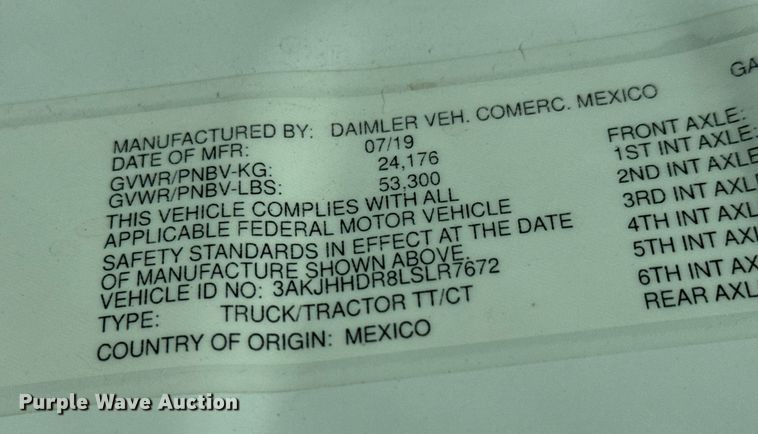 MANUFACTURED BY: DAIMLER VEH. COMERC. MEXICO
DATE OF MFR: 07/19
GVWR/PNBV-KG: 24,176
GVWR/PNBV-LBS: 53,300
THIS VEHICLE COMPLIES WITH ALL
APPLICABLE FEDERAL MOTOR VEHICLE
SAFETY STANDARDS IN EFFECT AT THE DATE
OF MANUFACTURE SHOWN ABOVE.
VEHICLE ID NO: 3AKJHHDR8LSLR7672
TYPE: TRUCK/TRACTOR TT/CT
COUNTRY OF ORIGIN: MEXICO
GA
FRONT AXLE:
1ST INT AXLE:
2ND INT AXLE
3RD INT AXLE
4TH INT AXL
5TH INT AXL
6TH INT AX
REAR AXL
Purple Wave Auction